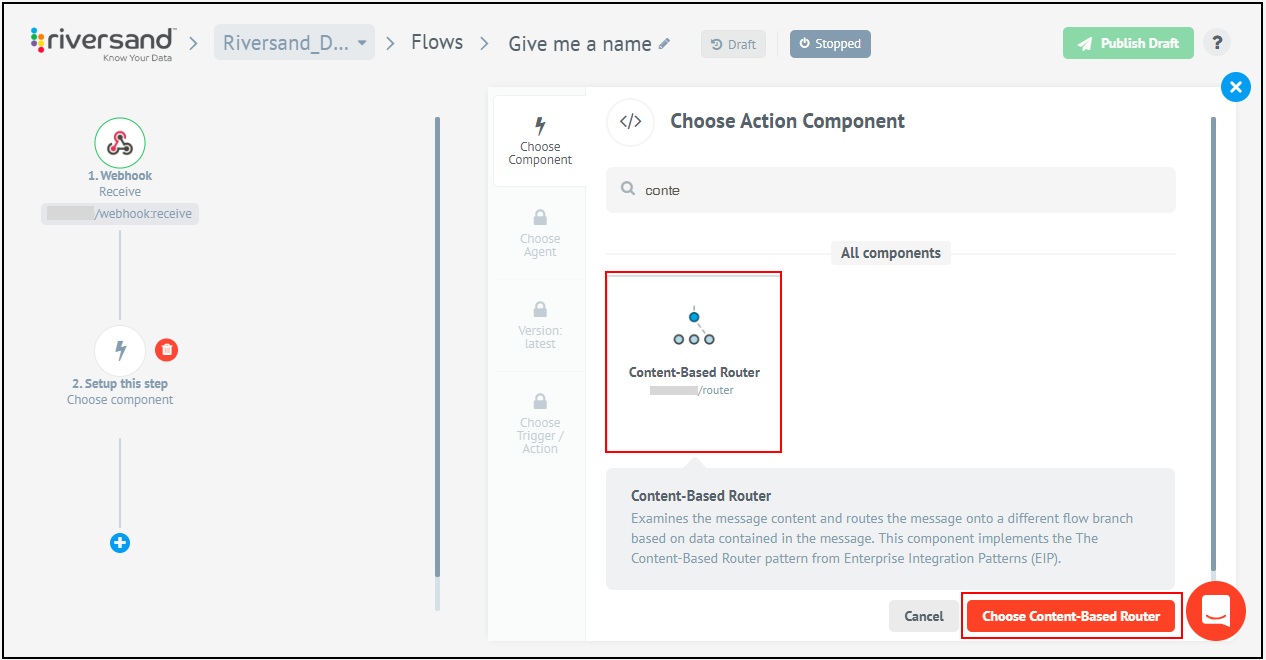 riversand
Know Your Data
Riversand_D...
Flows
Give me a name
Draft
Stopped
Publish Draft
?
1. Webhook
Receive
/webhook:receive
2. Setup this step
Choose component
Choose
Component
Choose
Agent
Version:
latest
Choose
Trigger /
Action
</>
Choose Action Component
conte
All components
Content-Based Router
/router
Content-Based Router
Examines the message content and routes the message onto a different flow branch
based on data contained in the message. This component implements the The
Content-Based Router pattern from Enterprise Integration Patterns (EIP).
Cancel
Choose Content-Based Router